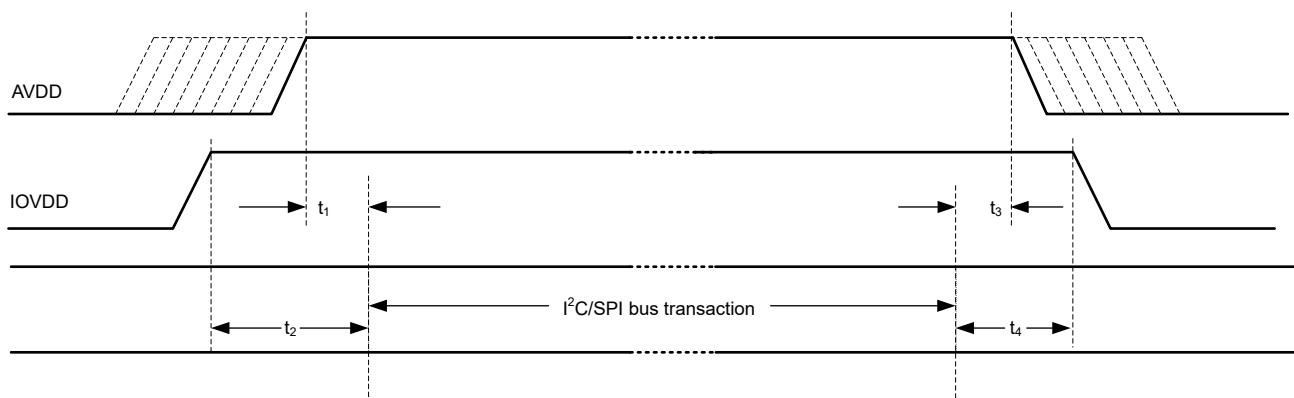 AVDD
IOVDD
t₁
t₃
I²C/SPI bus transaction
t₂
t₄